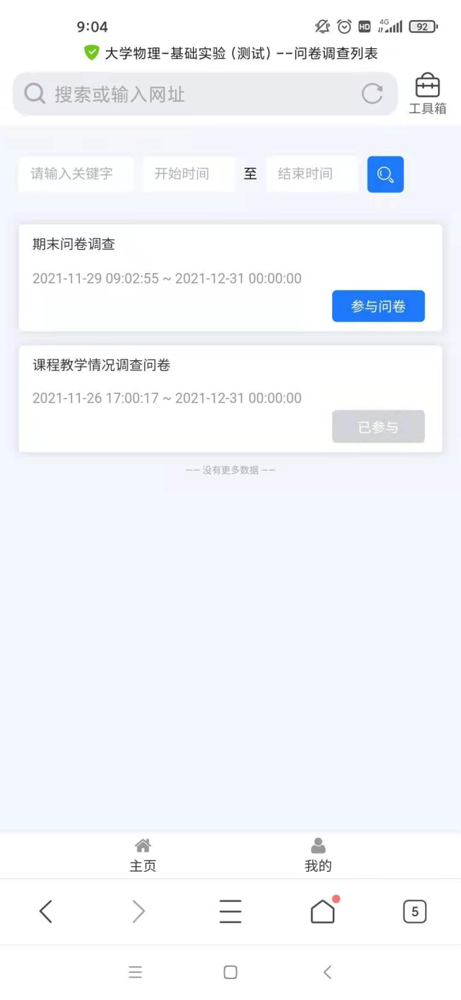 9:04
HD 4G 92
大学物理-基础实验（测试）--问卷调查列表
搜索或输入网址
工具箱
请输入关键字 开始时间 至 结束时间
期末问卷调查
2021-11-29 09:02:55 ~ 2021-12-31 00:00:00
参与问卷
课程教学情况调查问卷
2021-11-26 17:00:17 ~ 2021-12-31 00:00:00
已参与
—— 没有更多数据 ——
主页 我的
5